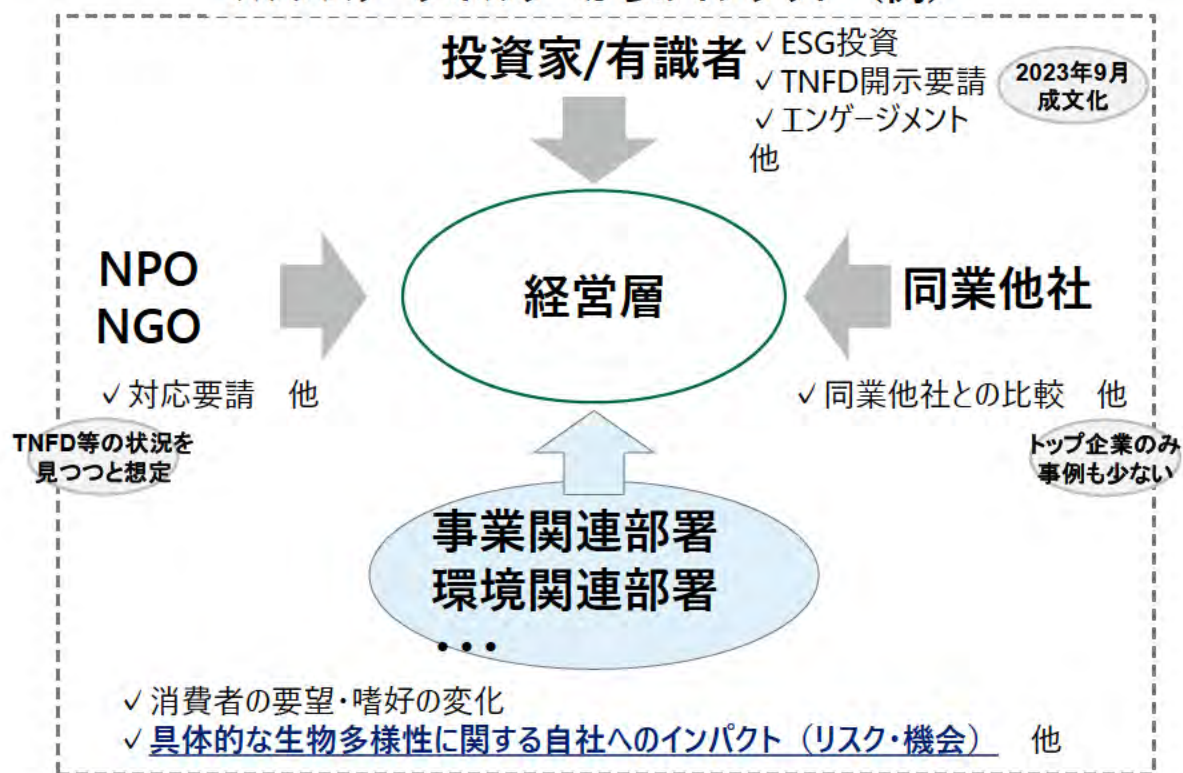 投資家/有識者
✓ESG投資
✓TNFD開示要請
✓エンゲージメント
他
2023年9月
成文化
NPO
NGO
✓対応要請　他
TNFD等の状況を
見つつと想定
経営層
同業他社
✓同業他社との比較　他
トップ企業のみ
事例も少ない
事業関連部署
環境関連部署
・・・
✓消費者の要望・嗜好の変化
✓具体的な生物多様性に関する自社へのインパクト（リスク・機会）　他